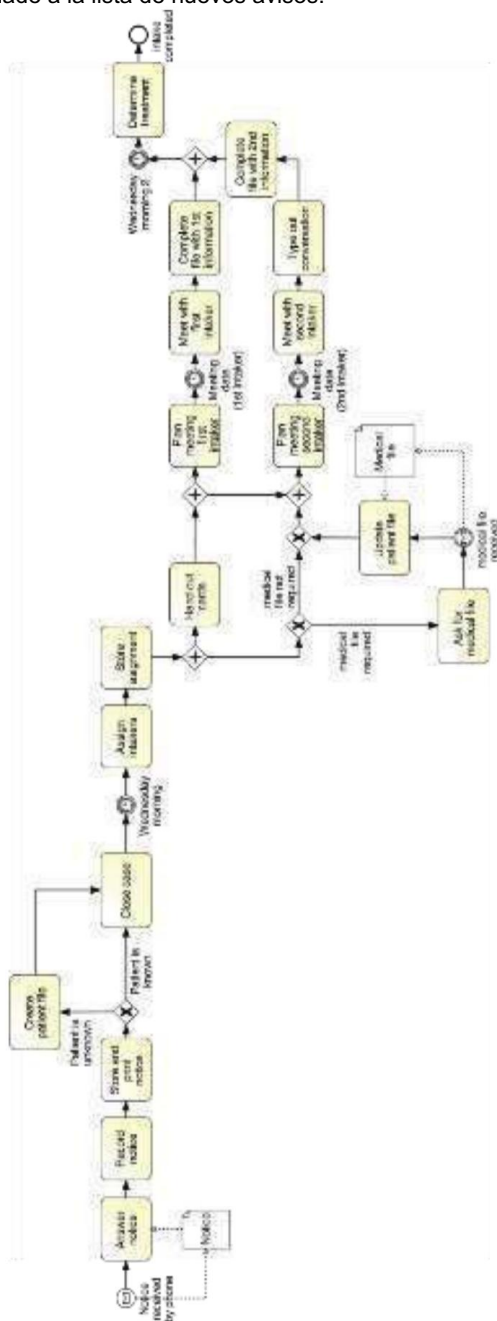 lado a la lista de nuevos avisos.
Notice
received
by phone
Answer
notice
Notice
Record
notice
Store and
print
notice
Patient is
unknown
Create
patient file
Patient is
known
Close case
Wednesday
morning
Assign
intakers
Store
assignment
Hand out
cards
medical
file not
required
medical
file
required
Ask for
medical file
medical file
received
Update
patient file
Medical
file
Plan
meeting
first
intaker
Meeting
date
(1st intaker)
Meet with
first
intaker
Complete
file with 1st
information
Plan
meeting
second
intaker
Meeting
date
(2nd intaker)
Meet with
second
intaker
Type out
conversation
Complete
file with 2nd
information
Wednesday
morning 2
Determine
treatment
Intake
completed